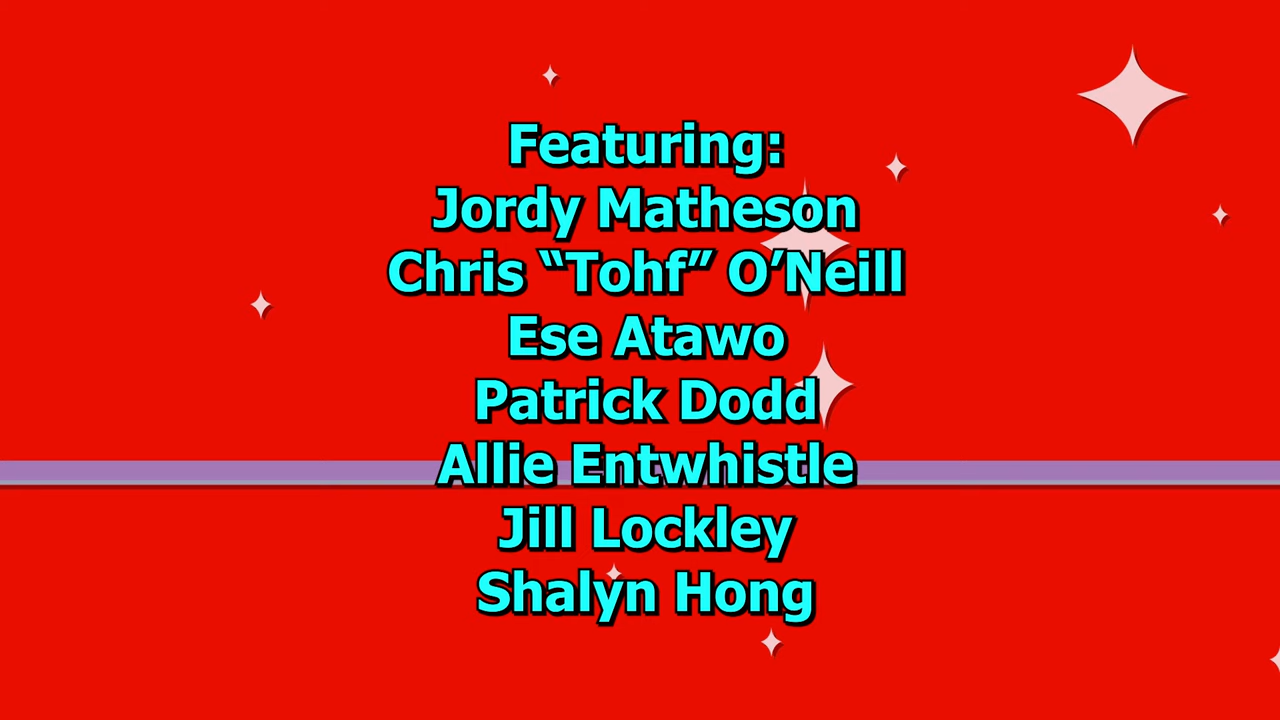 Featuring:
Jordy Matheson
Chris “Tohf” O’Neill
Ese Atawo
Patrick Dodd
Allie Entwhistle
Jill Lockley
Shalyn Hong